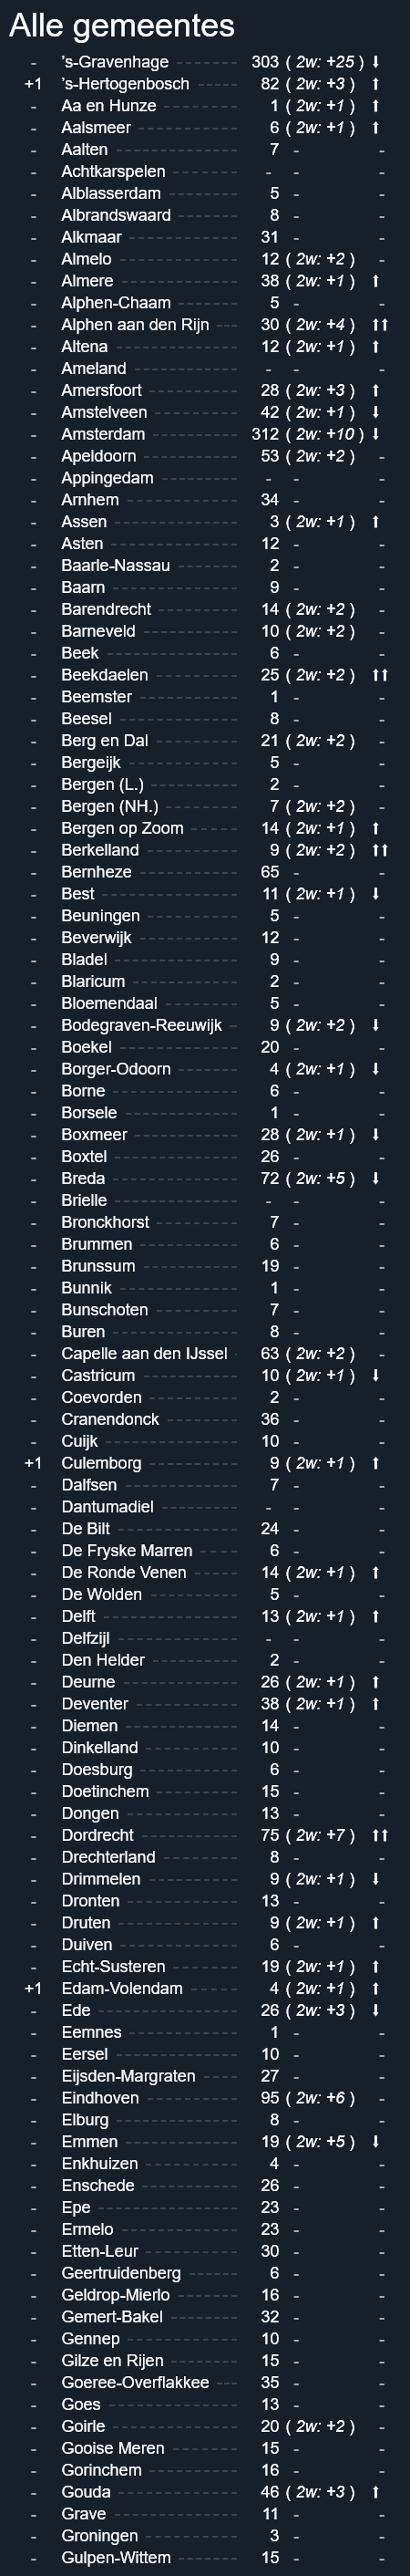 Alle gemeentes
- 's-Gravenhage 303 ( 2w: +25 ) ⬇
+1 's-Hertogenbosch 82 ( 2w: +3 ) ⬆
- Aa en Hunze 1 ( 2w: +1 ) ⬆
- Aalsmeer 6 ( 2w: +1 ) ⬆
- Aalten 7 - -
- Achtkarspelen - - -
- Alblasserdam 5 - -
- Albrandswaard 8 - -
- Alkmaar 31 - -
- Almelo 12 ( 2w: +2 ) -
- Almere 38 ( 2w: +1 ) ⬆
- Alphen-Chaam 5 - -
- Alphen aan den Rijn 30 ( 2w: +4 ) ⬆⬆
- Altena 12 ( 2w: +1 ) ⬆
- Ameland - - -
- Amersfoort 28 ( 2w: +3 ) ⬆
- Amstelveen 42 ( 2w: +1 ) ⬇
- Amsterdam 312 ( 2w: +10 ) ⬇
- Apeldoorn 53 ( 2w: +2 ) -
- Appingedam - - -
- Arnhem 34 - -
- Assen 3 ( 2w: +1 ) ⬆
- Asten 12 - -
- Baarle-Nassau 2 - -
- Baarn 9 - -
- Barendrecht 14 ( 2w: +2 ) -
- Barneveld 10 ( 2w: +2 ) -
- Beek 6 - -
- Beekdaelen 25 ( 2w: +2 ) ⬆⬆
- Beemster 1 - -
- Beesel 8 - -
- Berg en Dal 21 ( 2w: +2 ) -
- Bergeijk 5 - -
- Bergen (L.) 2 - -
- Bergen (NH.) 7 ( 2w: +2 ) -
- Bergen op Zoom 14 ( 2w: +1 ) ⬆
- Berkelland 9 ( 2w: +2 ) ⬆⬆
- Bernheze 65 - -
- Best 11 ( 2w: +1 ) ⬇
- Beuningen 5 - -
- Beverwijk 12 - -
- Bladel 9 - -
- Blaricum 2 - -
- Bloemendaal 5 - -
- Bodegraven-Reeuwijk 9 ( 2w: +2 ) ⬇
- Boekel 20 - -
- Borger-Odoorn 4 ( 2w: +1 ) ⬇
- Borne 6 - -
- Borsele 1 - -
- Boxmeer 28 ( 2w: +1 ) ⬇
- Boxtel 26 - -
- Breda 72 ( 2w: +5 ) ⬇
- Brielle - - -
- Bronckhorst 7 - -
- Brummen 6 - -
- Brunssum 19 - -
- Bunnik 1 - -
- Bunschoten 7 - -
- Buren 8 - -
- Capelle aan den IJssel 63 ( 2w: +2 ) -
- Castricum 10 ( 2w: +1 ) ⬇
- Coevorden 2 - -
- Cranendonck 36 - -
- Cuijk 10 - -
+1 Culemborg 9 ( 2w: +1 ) ⬆
- Dalfsen 7 - -
- Dantumadiel - - -
- De Bilt 24 - -
- De Fryske Marren 6 - -
- De Ronde Venen 14 ( 2w: +1 ) ⬆
- De Wolden 5 - -
- Delft 13 ( 2w: +1 ) ⬆
- Delfzijl - - -
- Den Helder 2 - -
- Deurne 26 ( 2w: +1 ) ⬆
- Deventer 38 ( 2w: +1 ) ⬆
- Diemen 14 - -
- Dinkelland 10 - -
- Doesburg 6 - -
- Doetinchem 15 - -
- Dongen 13 - -
- Dordrecht 75 ( 2w: +7 ) ⬆⬆
- Drechterland 8 - -
- Drimmelen 9 ( 2w: +1 ) ⬇
- Dronten 13 - -
- Druten 9 ( 2w: +1 ) ⬆
- Duiven 6 - -
- Echt-Susteren 19 ( 2w: +1 ) ⬆
+1 Edam-Volendam 4 ( 2w: +1 ) ⬆
- Ede 26 ( 2w: +3 ) ⬇
- Eemnes 1 - -
- Eersel 10 - -
- Eijsden-Margraten 27 - -
- Eindhoven 95 ( 2w: +6 ) -
- Elburg 8 - -
- Emmen 19 ( 2w: +5 ) ⬇
- Enkhuizen 4 - -
- Enschede 26 - -
- Epe 23 - -
- Ermelo 23 - -
- Etten-Leur 30 - -
- Geertruidenberg 6 - -
- Geldrop-Mierlo 16 - -
- Gemert-Bakel 32 - -
- Gennep 10 - -
- Gilze en Rijen 15 - -
- Goeree-Overflakkee 35 - -
- Goes 13 - -
- Goirle 20 ( 2w: +2 ) -
- Gooise Meren 15 - -
- Gorinchem 16 - -
- Gouda 46 ( 2w: +3 ) ⬆
- Grave 11 - -
- Groningen 3 - -
- Gulpen-Wittem 15 - -